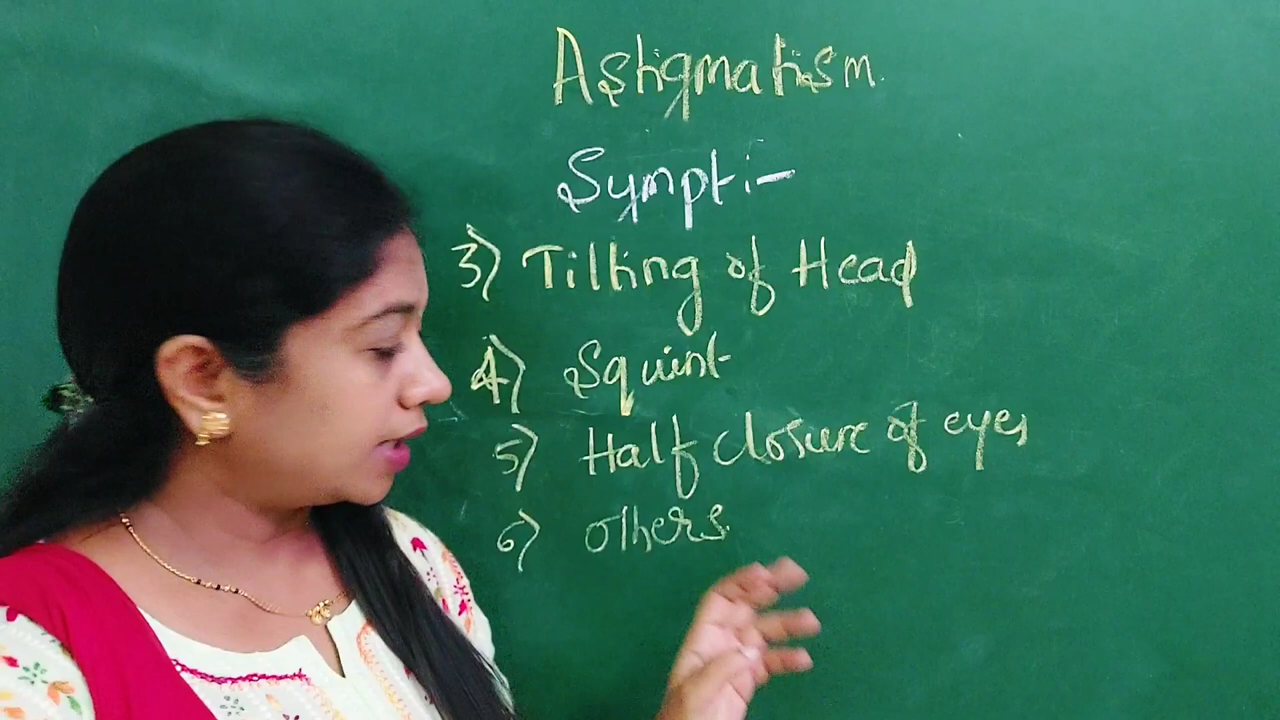 Astigmatism.
Sympt:-
3) Tilting of Head
4) Squint
5) Half closure of eyes
6) others.